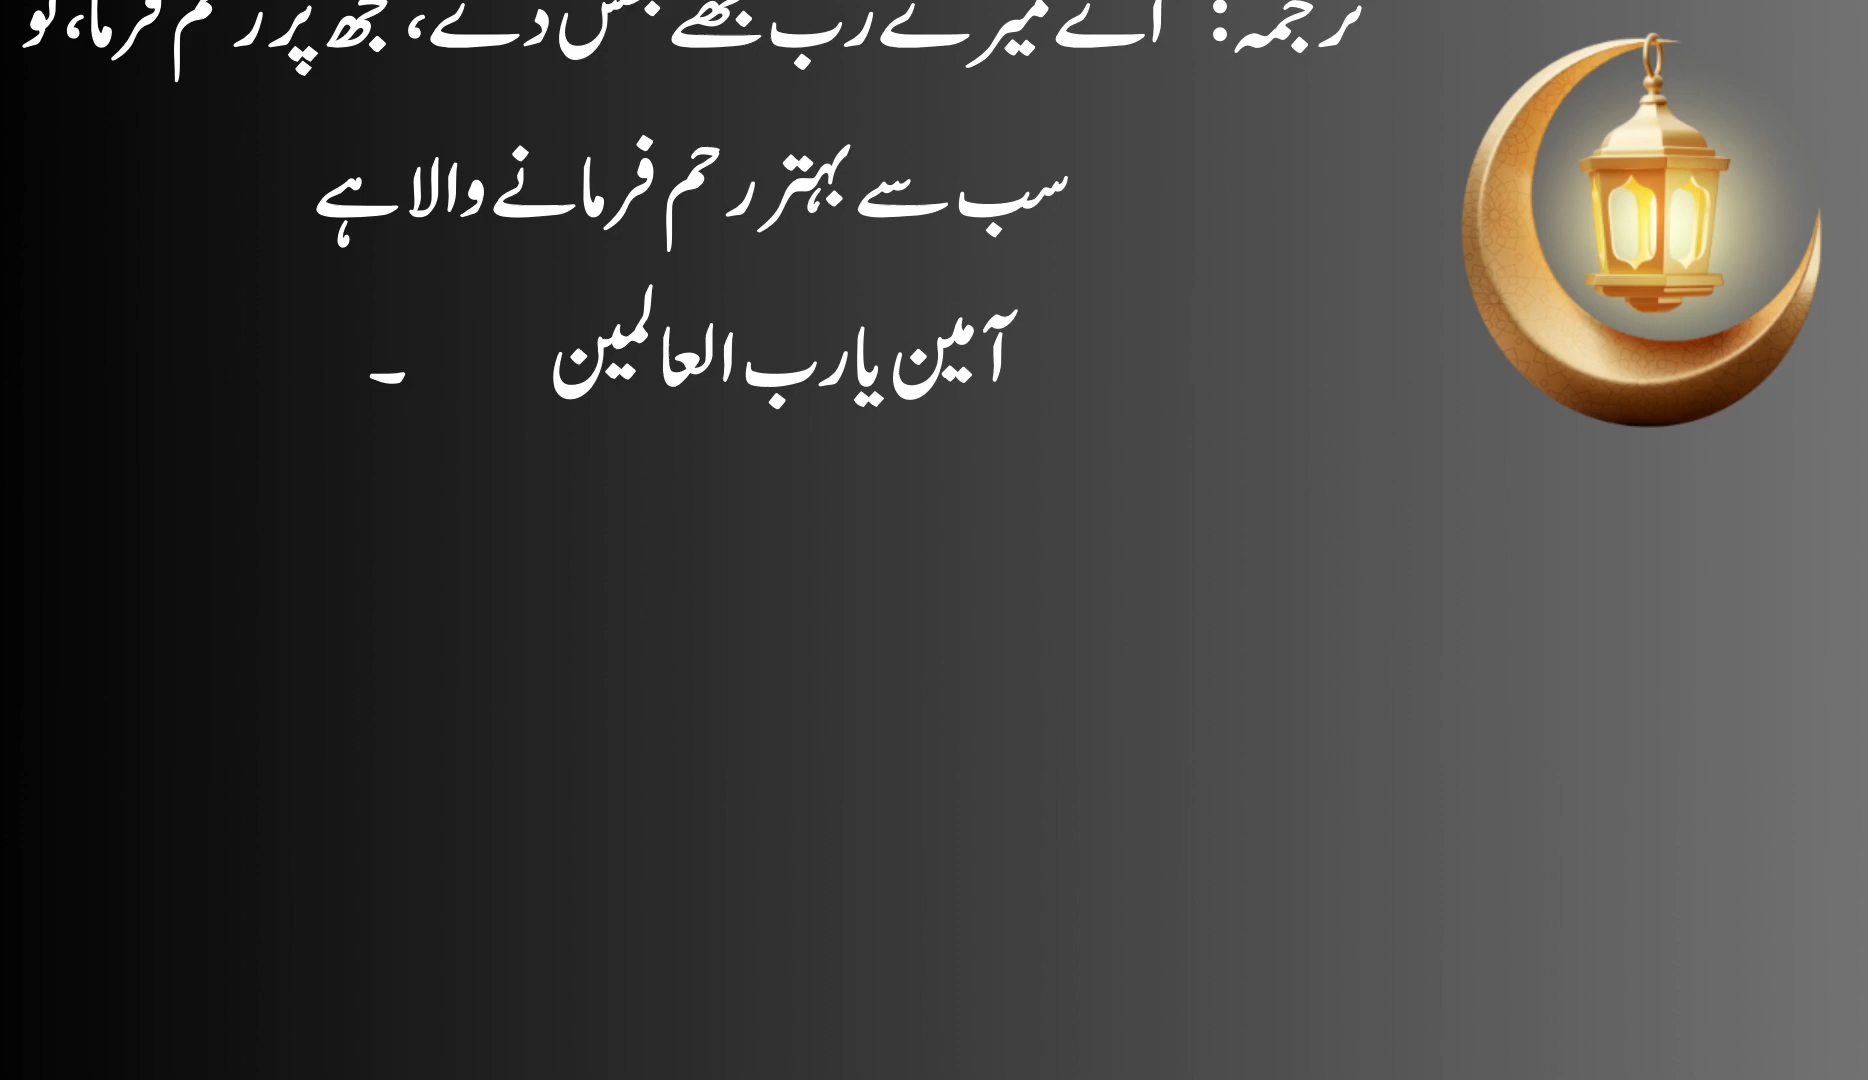 ترجمہ: اے میرے رب مجھے بخش دے، مجھ پر رحم فرما، تو
سب سے بہتر رحم فرمانے والا ہے
آمین یارب العالمین ۔